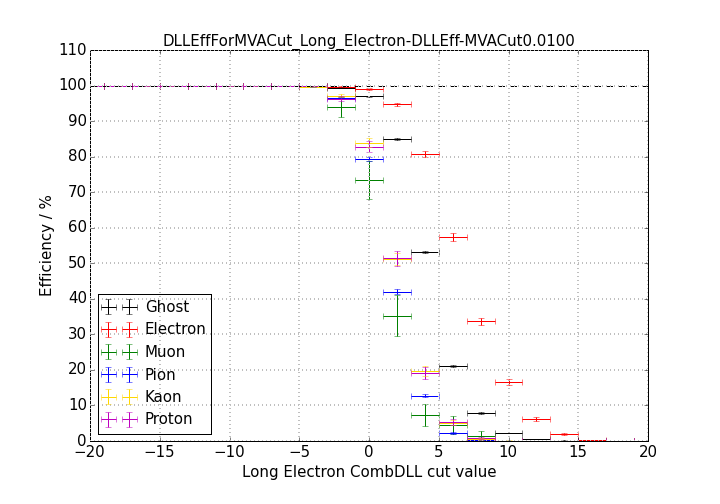 DLLEffForMVACut_Long_Electron-DLLEff-MVACut0.0100
110
100
90
80
70
60
50
40
30
20
10
0
Efficiency / %
Ghost
Electron
Muon
Pion
Kaon
Proton
−20 −15 −10 −5 0 5 10 15 20
Long Electron CombDLL cut value